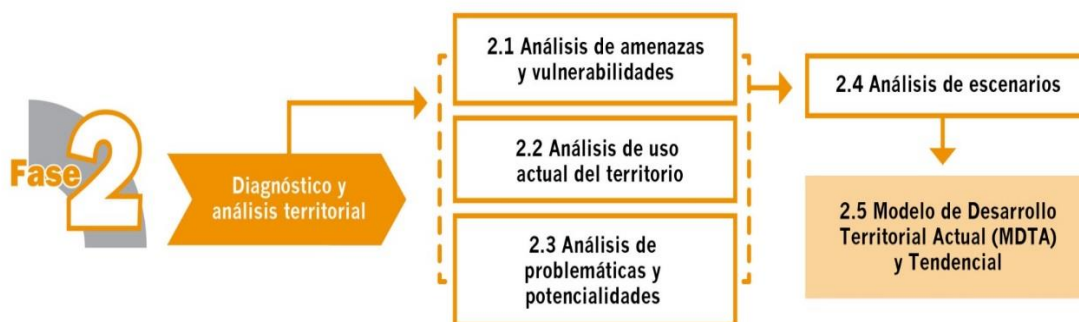 Fase 2
Diagnóstico y
análisis territorial
2.1 Análisis de amenazas
y vulnerabilidades
2.2 Análisis de uso
actual del territorio
2.3 Análisis de
problemáticas y
potencialidades
2.4 Análisis de escenarios
2.5 Modelo de Desarrollo
Territorial Actual (MDTA)
y Tendencial